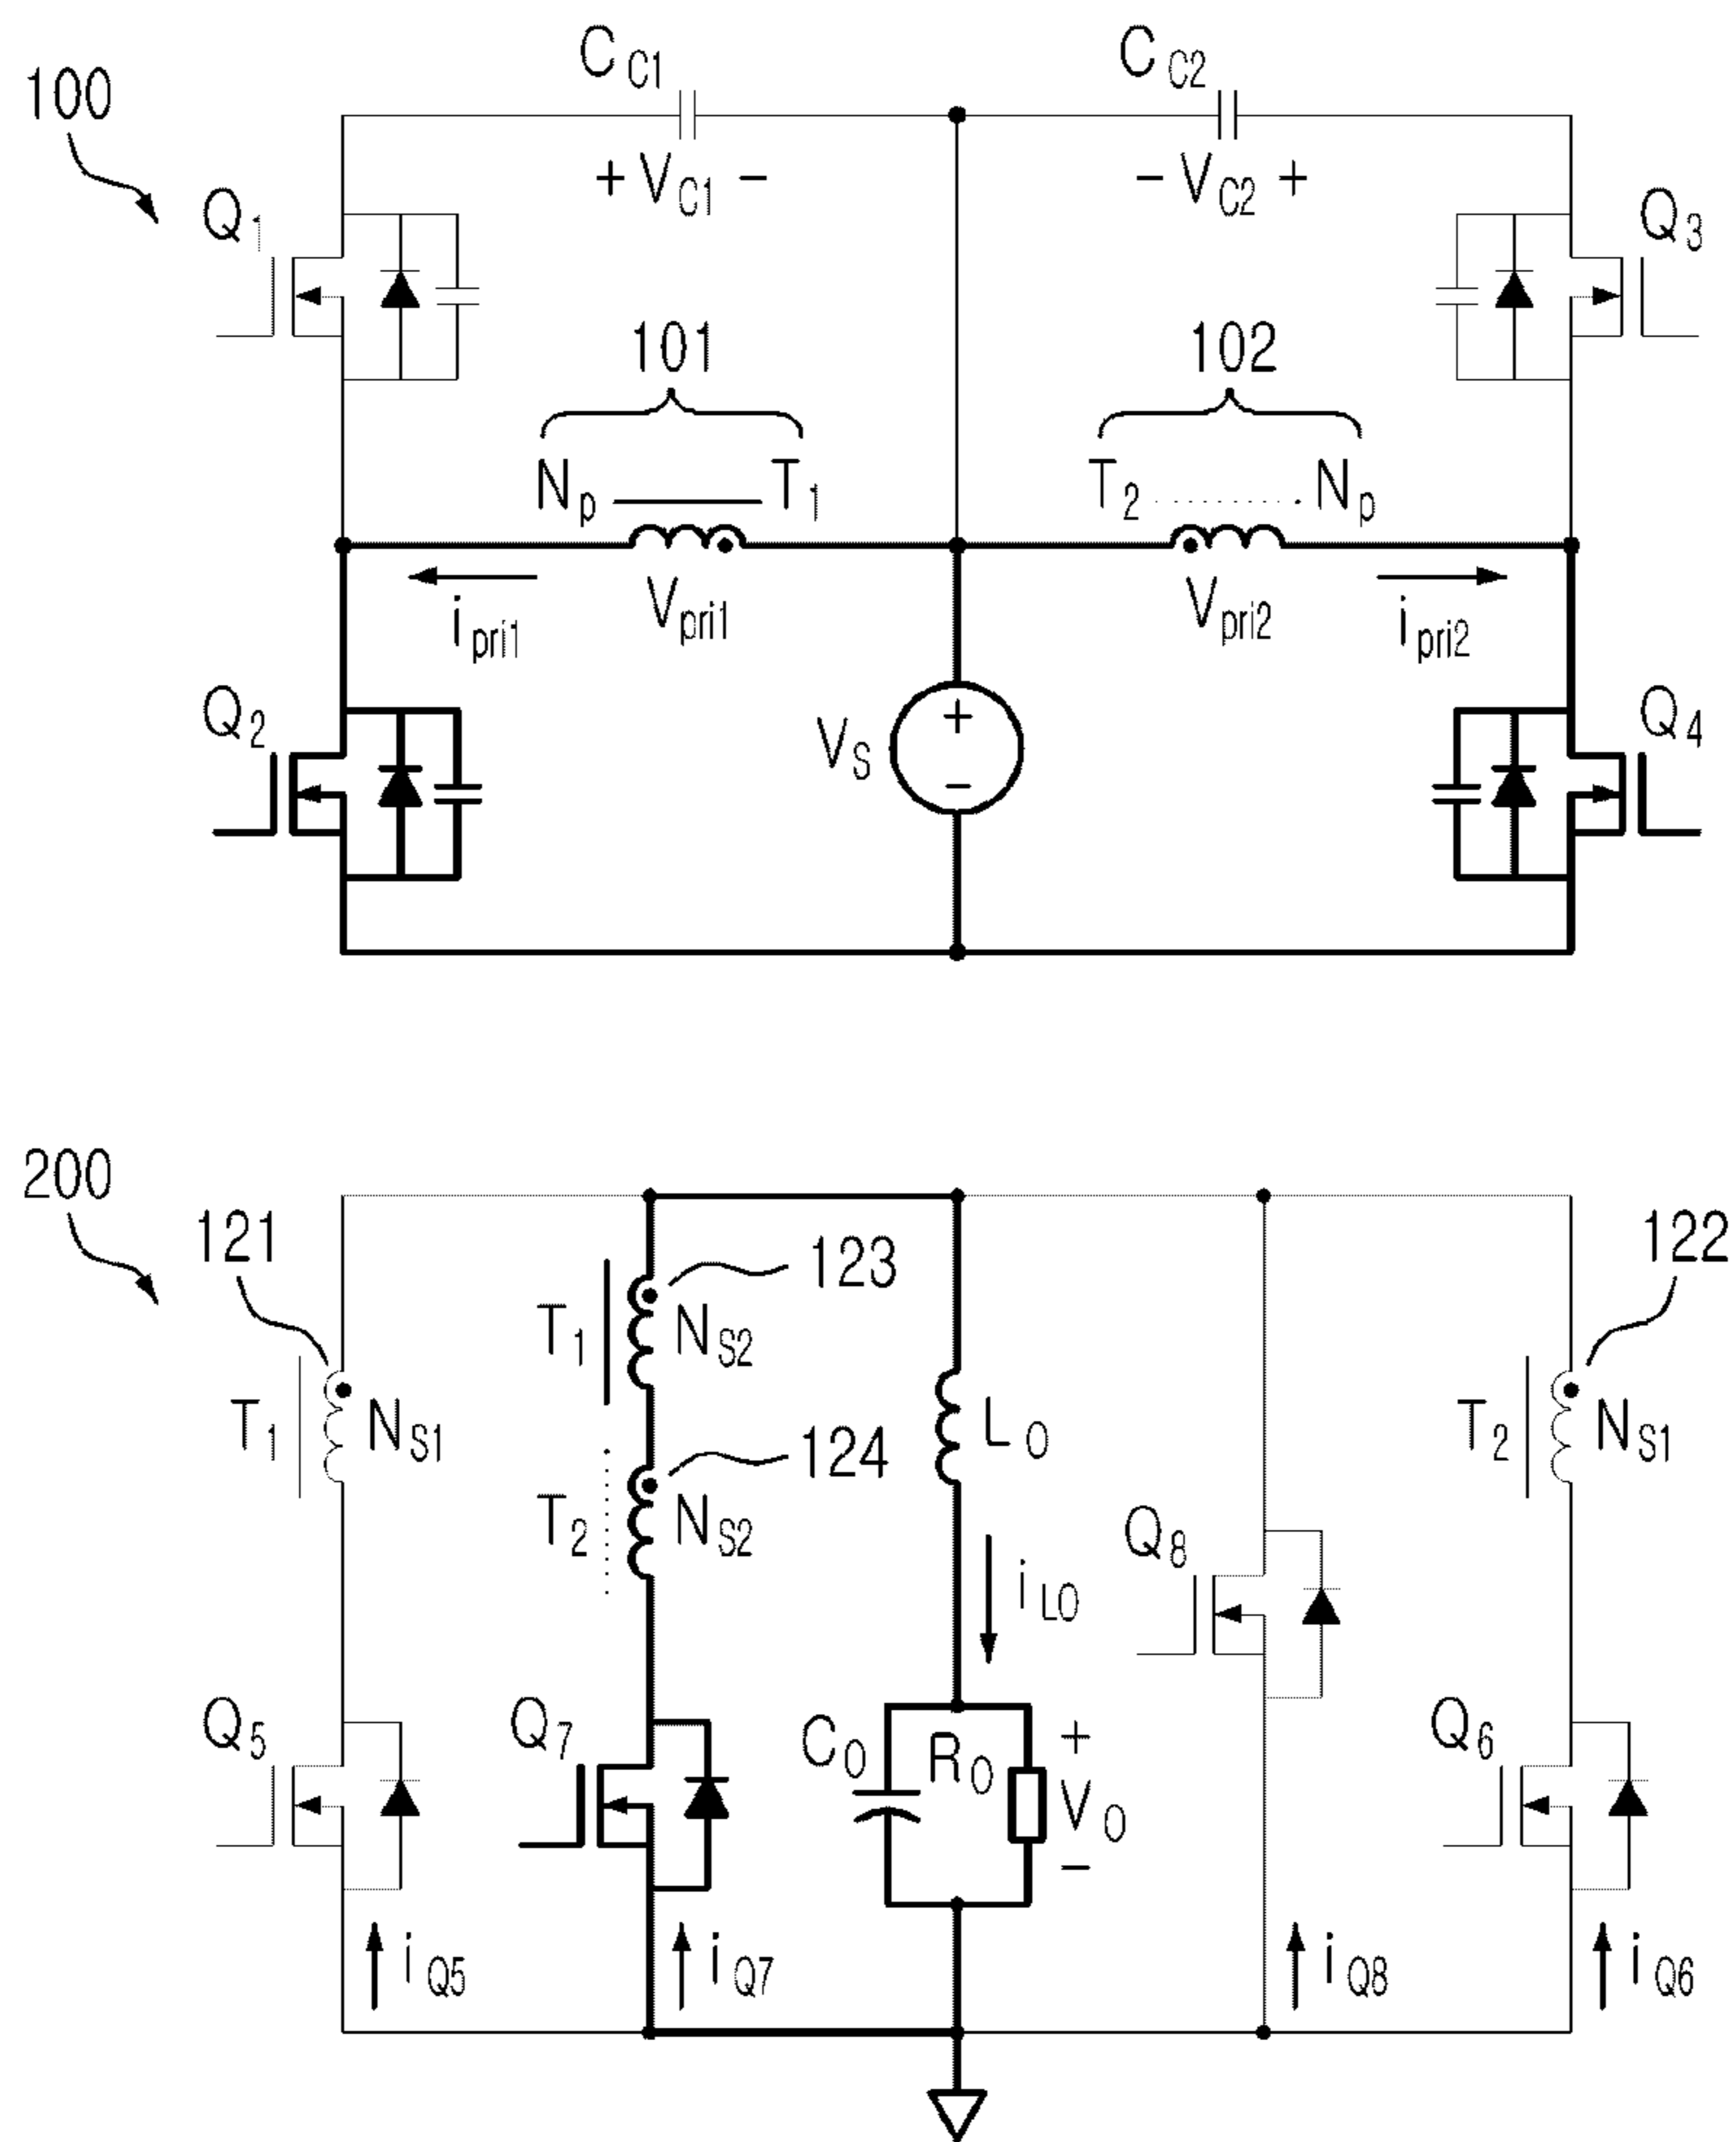 C C1 C C2
100
+ V C1 − − V C2 +
Q 1 Q 3
101 102
N p T 1 T 2 N p
V pri1 V pri2
i pri1 i pri2
Q 2 V S + − Q 4
200
121 123 122
T 1 N S2
T 1 N S1 124 L O T 2 N S1
T 2 N S2 Q 8
i LO
Q 5 Q 7 C O R O + V O − Q 6
i Q5 i Q7 i Q8 i Q6